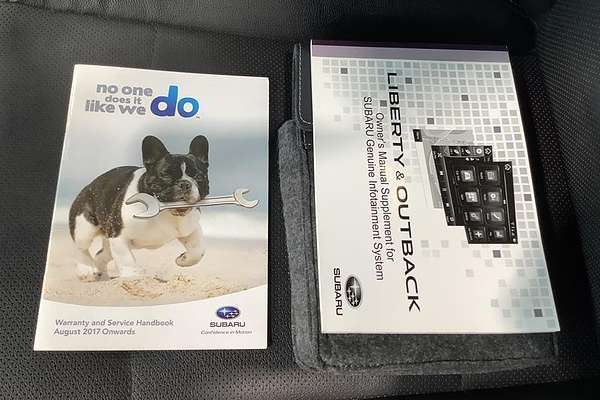 no one
does it
like we do™
Warranty and Service Handbook
August 2017 Onwards
SUBARU
Confidence in Motion
LIBERTY & OUTBACK
Owner's Manual Supplement for
SUBARU Genuine Infotainment System
SUBARU